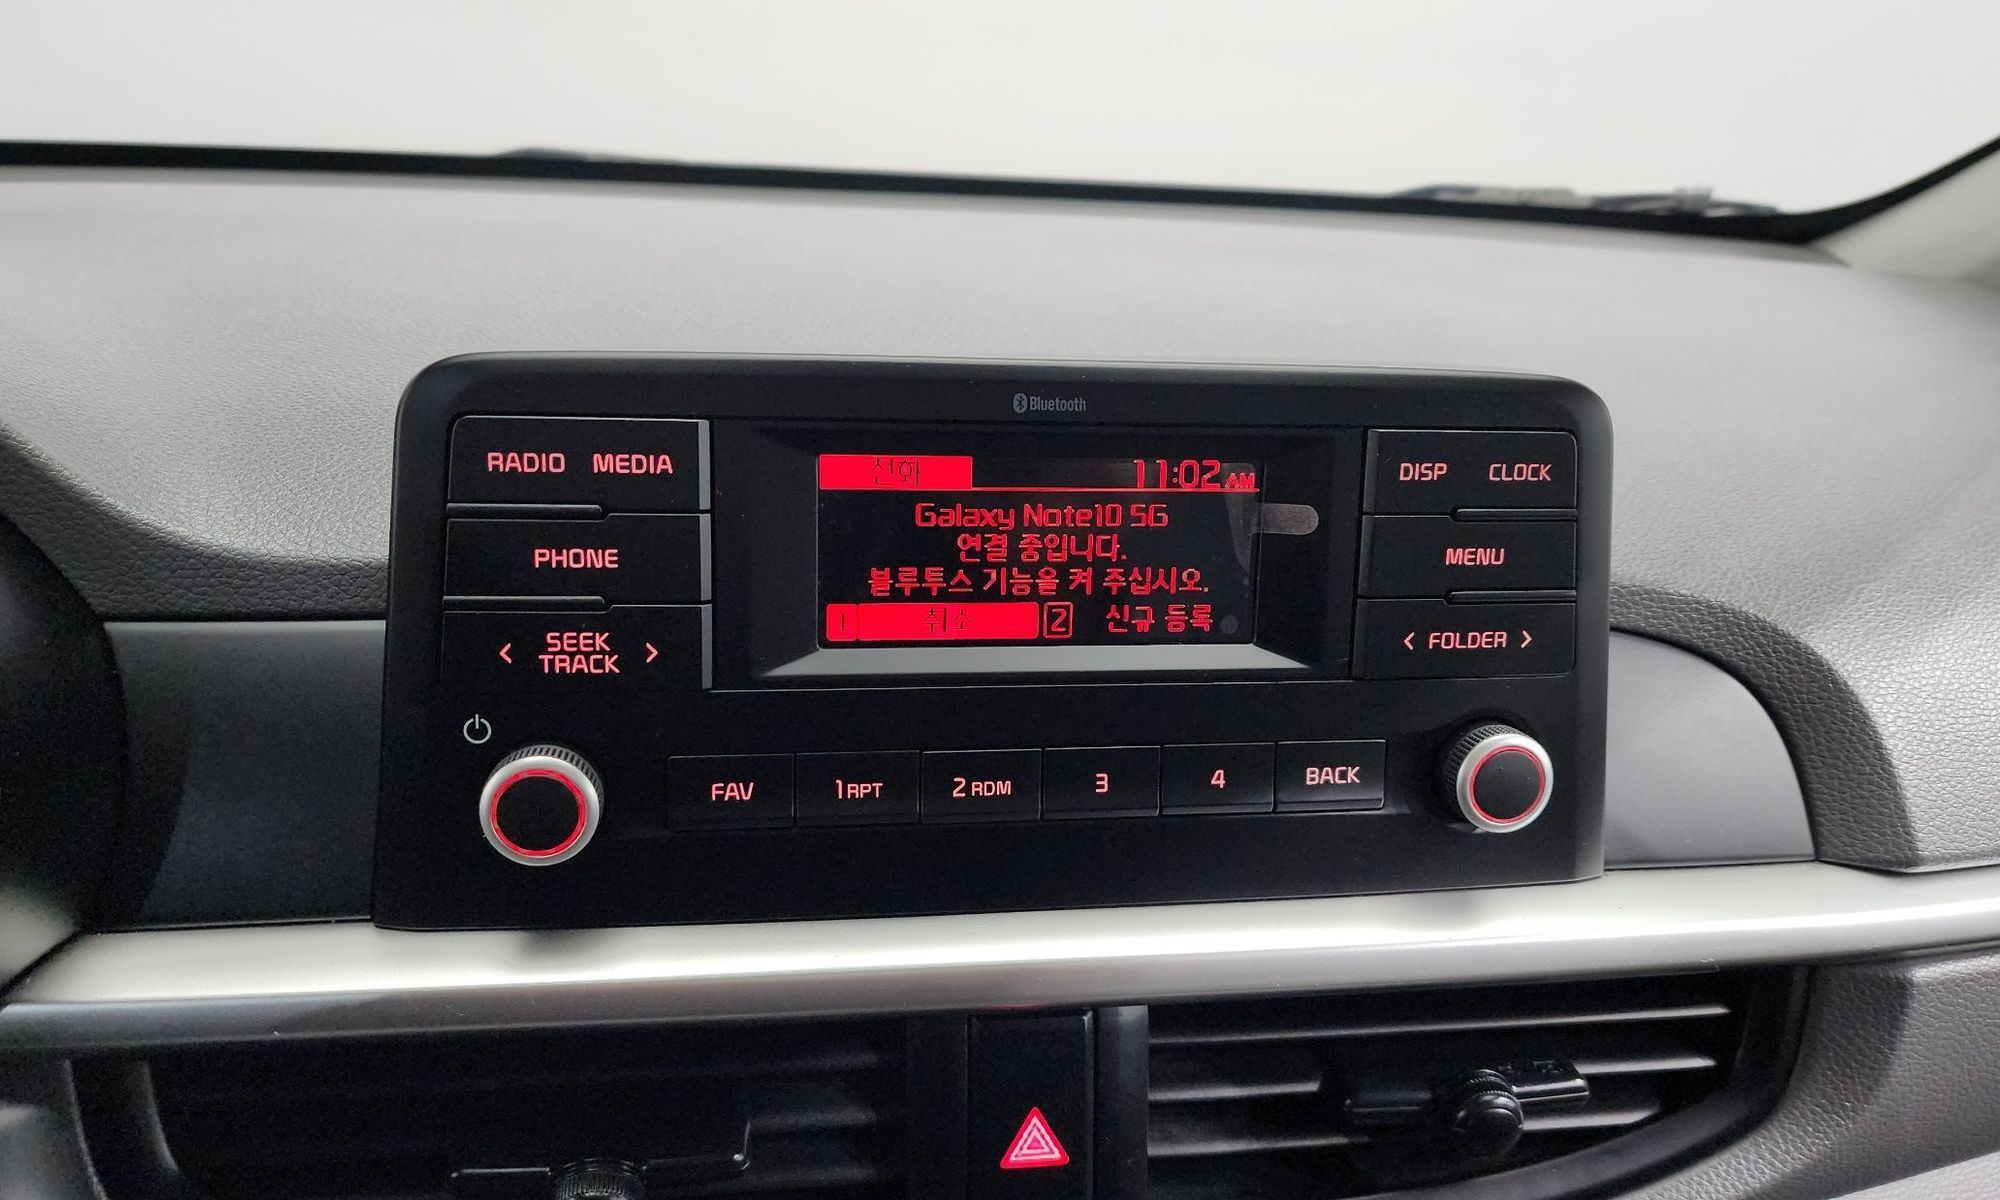 Bluetooth
RADIO MEDIA
PHONE
< SEEK >
TRACK
전화 11:02 AM
Galaxy Note10 5G
연결 중입니다.
블루투스 기능을 켜 주십시오.
1 취소 2 신규 등록
DISP CLOCK
MENU
< FOLDER >
FAV 1 RPT 2 RDM 3 4 BACK